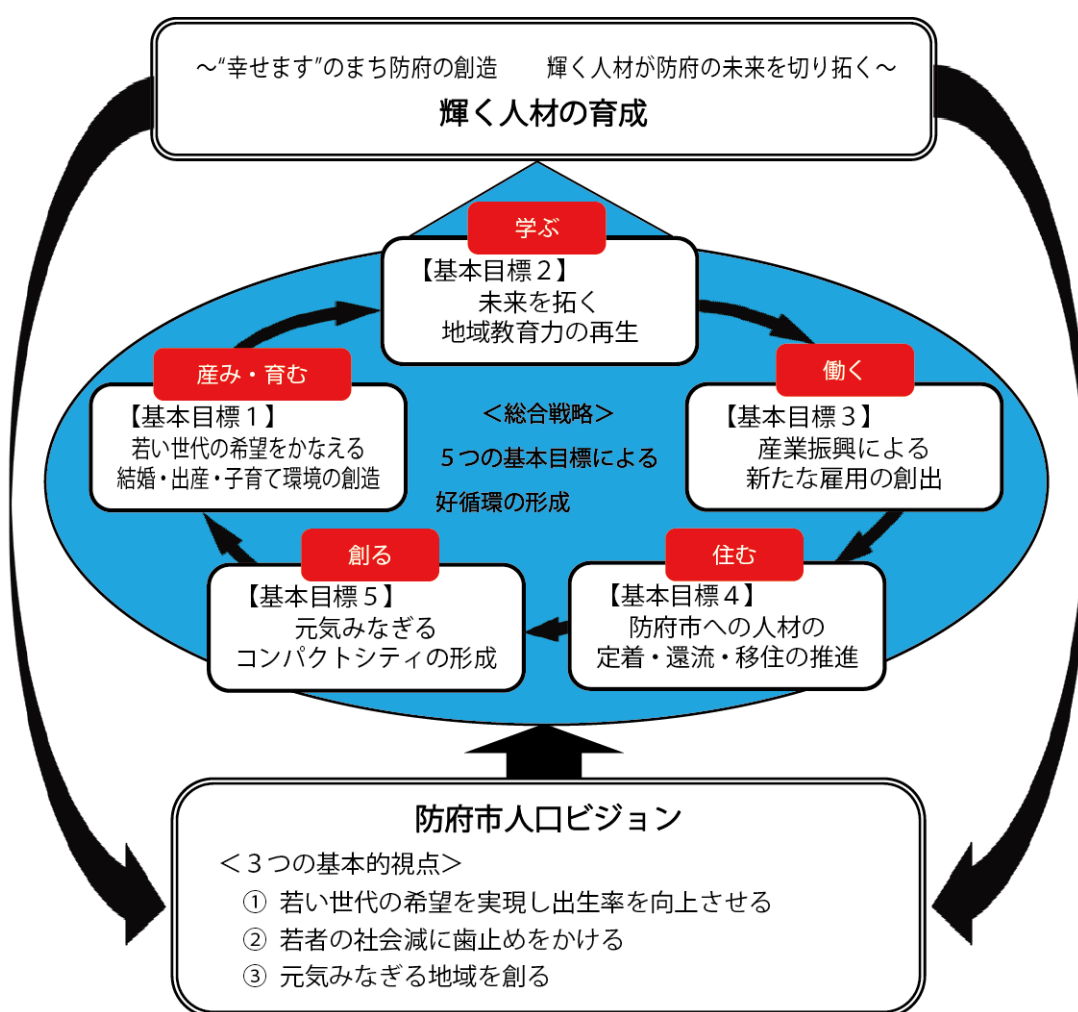 ～“幸せます”のまち防府の創造　　輝く人材が防府の未来を切り拓く～
輝く人材の育成
学ぶ
【基本目標２】
未来を拓く
地域教育力の再生
産み・育む
【基本目標１】
若い世代の希望をかなえる
結婚・出産・子育て環境の創造
＜総合戦略＞
５つの基本目標による
好循環の形成
働く
【基本目標３】
産業振興による
新たな雇用の創出
創る
【基本目標５】
元気みなぎる
コンパクトシティの形成
住む
【基本目標４】
防府市への人材の
定着・還流・移住の推進
防府市人口ビジョン
＜３つの基本的視点＞
① 若い世代の希望を実現し出生率を向上させる
② 若者の社会減に歯止めをかける
③ 元気みなぎる地域を創る